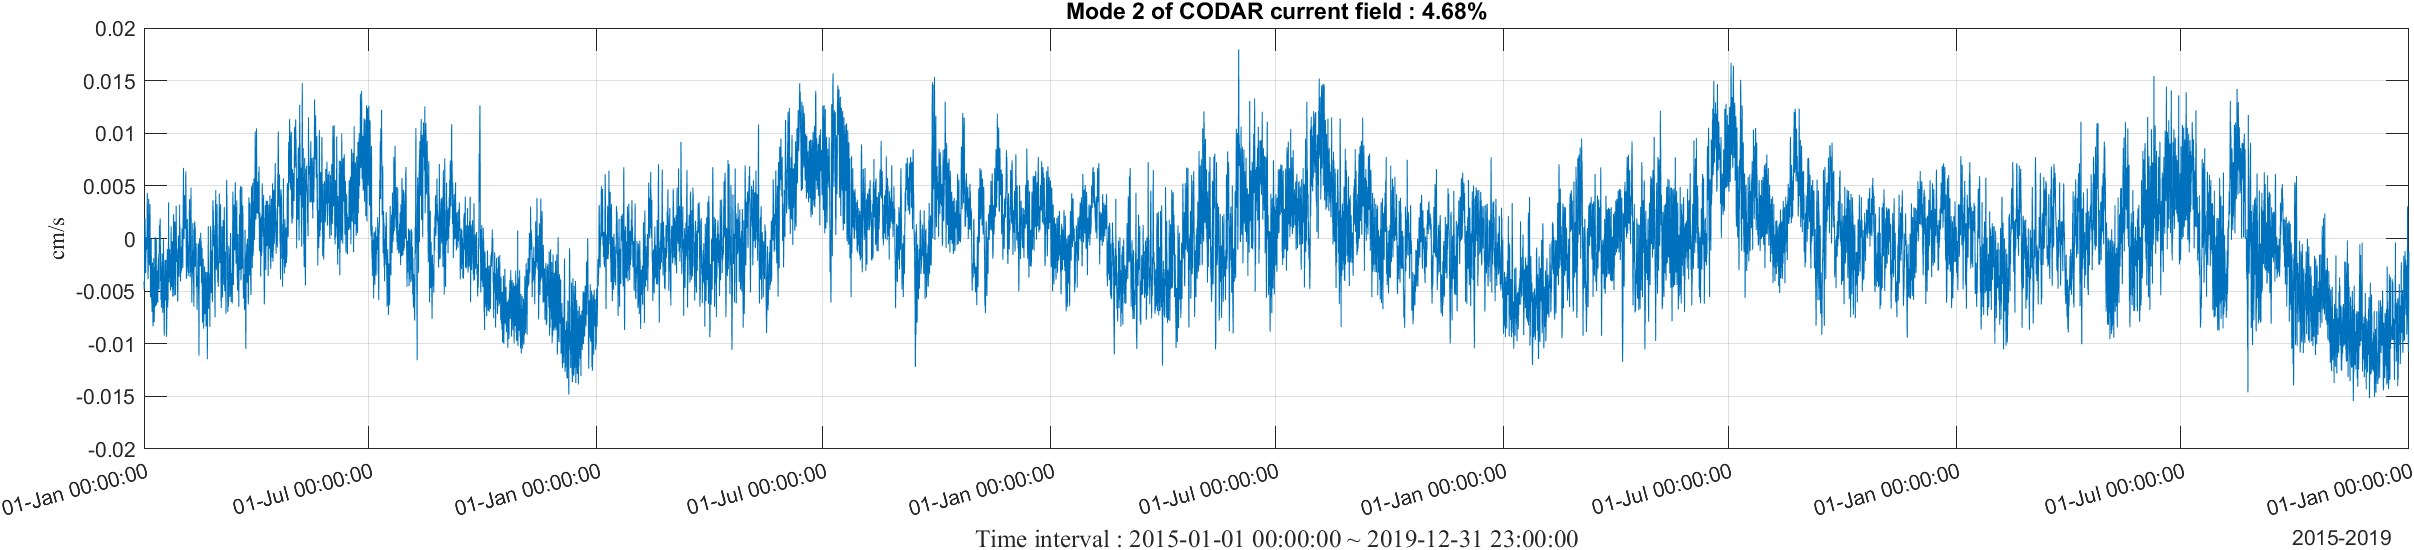 Mode 2 of CODAR current field : 4.68%
cm/s
0.02
0.015
0.01
0.005
0
-0.005
-0.01
-0.015
-0.02
01-Jan 00:00:00
01-Jul 00:00:00
01-Jan 00:00:00
01-Jul 00:00:00
01-Jan 00:00:00
01-Jul 00:00:00
01-Jan 00:00:00
01-Jul 00:00:00
01-Jan 00:00:00
01-Jul 00:00:00
01-Jan 00:00:00
Time interval : 2015-01-01 00:00:00 ~ 2019-12-31 23:00:00
2015-2019